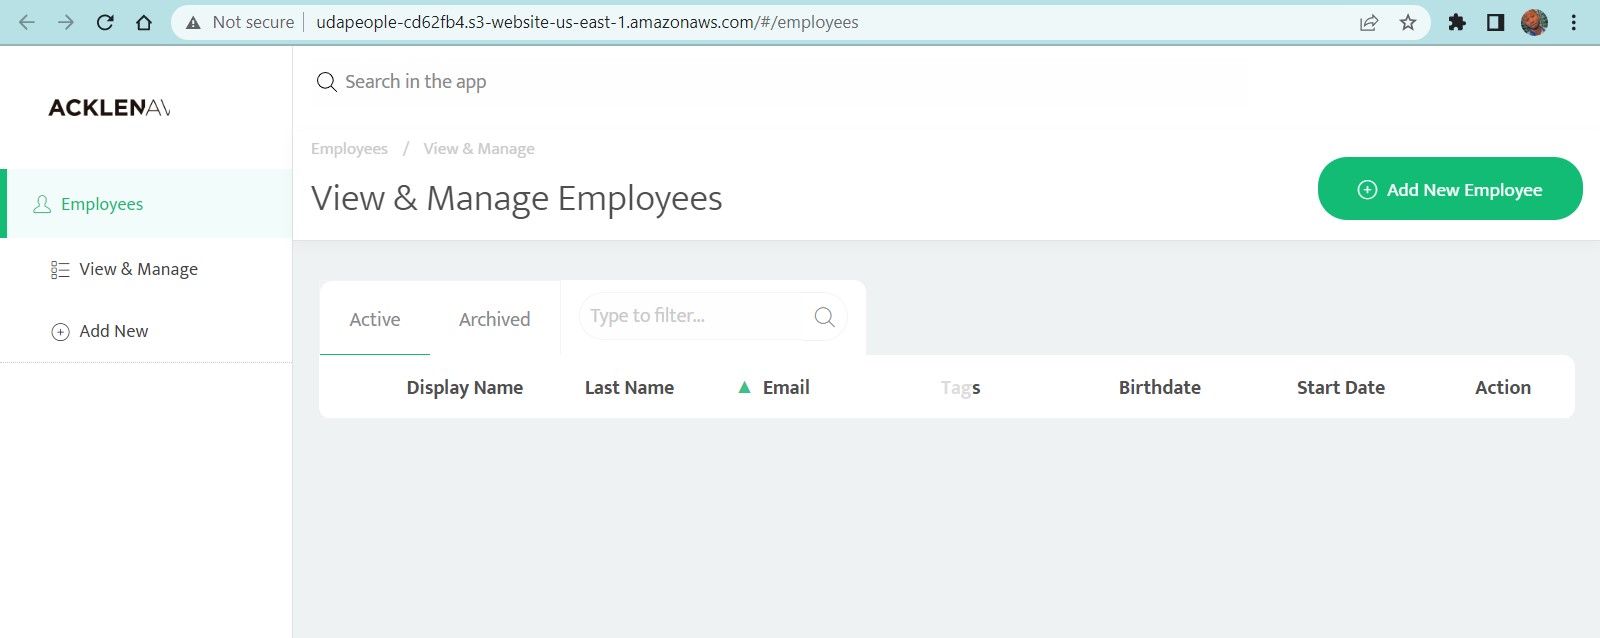 Not secure udapeople-cd62fb4.s3-website-us-east-1.amazonaws.com/#/employees
ACKLENAV
Search in the app
Employees / View & Manage
View & Manage Employees
Add New Employee
Employees
View & Manage
Add New
Active Archived Type to filter...
Display Name Last Name Email Tags Birthdate Start Date Action